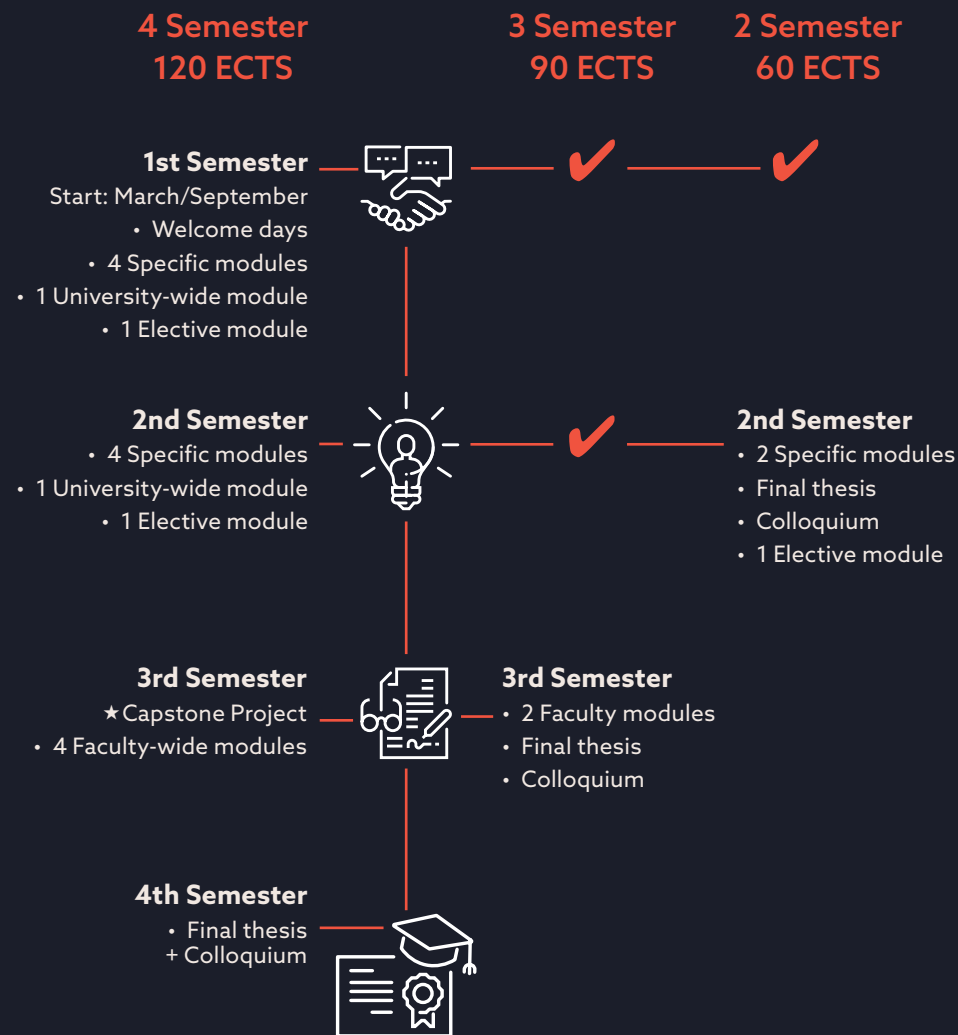 4 Semester
120 ECTS
3 Semester
90 ECTS
2 Semester
60 ECTS
1st Semester
Start: March/September
• Welcome days
• 4 Specific modules
• 1 University-wide module
• 1 Elective module
2nd Semester
• 4 Specific modules
• 1 University-wide module
• 1 Elective module
2nd Semester
• 2 Specific modules
• Final thesis
• Colloquium
• 1 Elective module
3rd Semester
★Capstone Project
• 4 Faculty-wide modules
3rd Semester
• 2 Faculty modules
• Final thesis
• Colloquium
4th Semester
• Final thesis
+ Colloquium